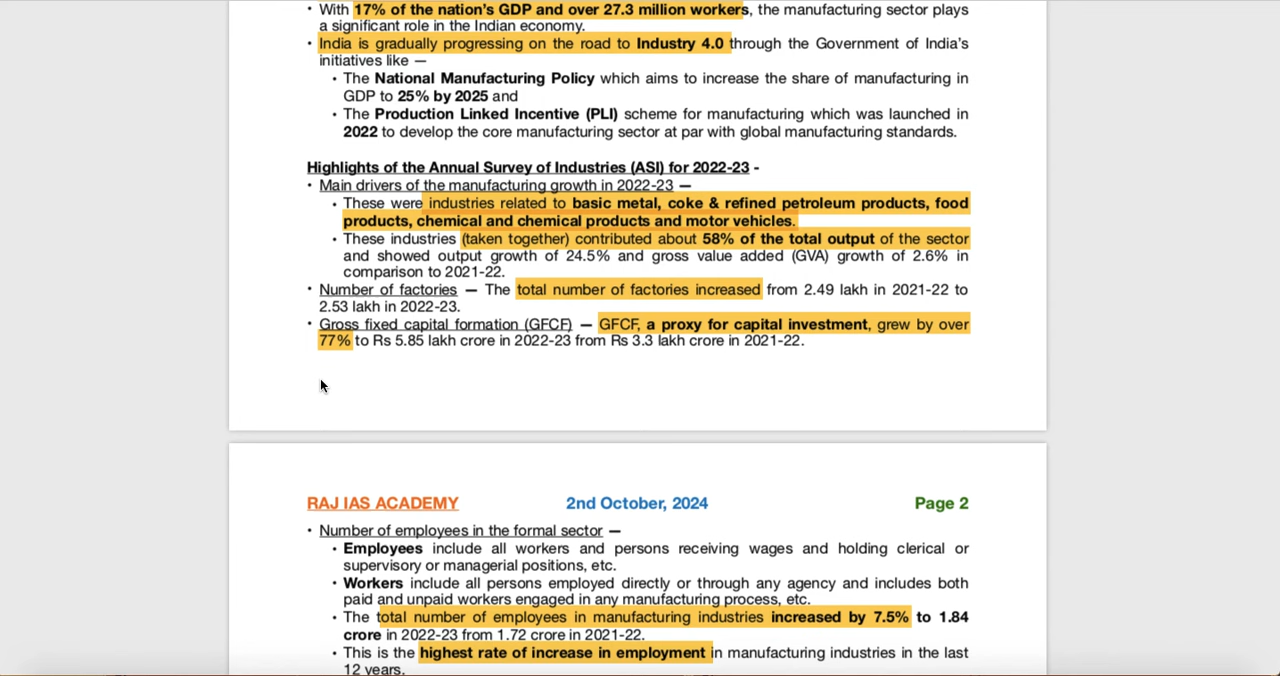 • With 17% of the nation's GDP and over 27.3 million workers, the manufacturing sector plays
a significant role in the Indian economy.
• India is gradually progressing on the road to Industry 4.0 through the Government of India's
initiatives like —
• The National Manufacturing Policy which aims to increase the share of manufacturing in
GDP to 25% by 2025 and
• The Production Linked Incentive (PLI) scheme for manufacturing which was launched in
2022 to develop the core manufacturing sector at par with global manufacturing standards.
Highlights of the Annual Survey of Industries (ASI) for 2022-23 -
• Main drivers of the manufacturing growth in 2022-23 —
• These were industries related to basic metal, coke & refined petroleum products, food
products, chemical and chemical products and motor vehicles.
• These industries (taken together) contributed about 58% of the total output of the sector
and showed output growth of 24.5% and gross value added (GVA) growth of 2.6% in
comparison to 2021-22.
• Number of factories — The total number of factories increased from 2.49 lakh in 2021-22 to
2.53 lakh in 2022-23.
• Gross fixed capital formation (GFCF) — GFCF, a proxy for capital investment, grew by over
77% to Rs 5.85 lakh crore in 2022-23 from Rs 3.3 lakh crore in 2021-22.
RAJ IAS ACADEMY 2nd October, 2024 Page 2
• Number of employees in the formal sector —
• Employees include all workers and persons receiving wages and holding clerical or
supervisory or managerial positions, etc.
• Workers include all persons employed directly or through any agency and includes both
paid and unpaid workers engaged in any manufacturing process, etc.
• The total number of employees in manufacturing industries increased by 7.5% to 1.84
crore in 2022-23 from 1.72 crore in 2021-22.
• This is the highest rate of increase in employment in manufacturing industries in the last
12 years.